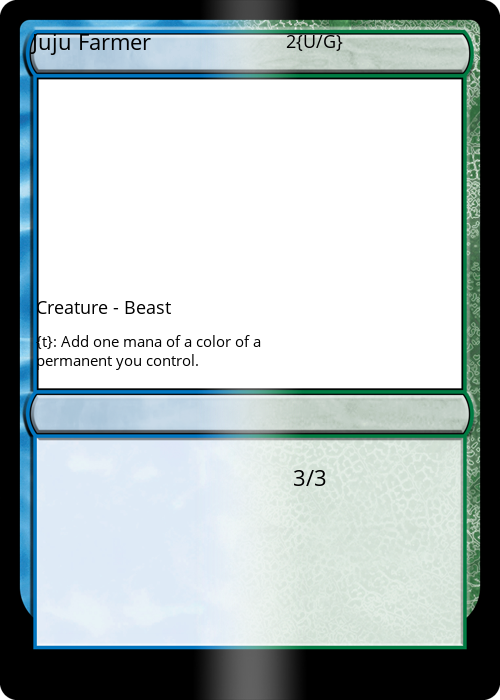 Juju Farmer 2{U/G}
Creature - Beast
{t}: Add one mana of a color of a
permanent you control.
3/3